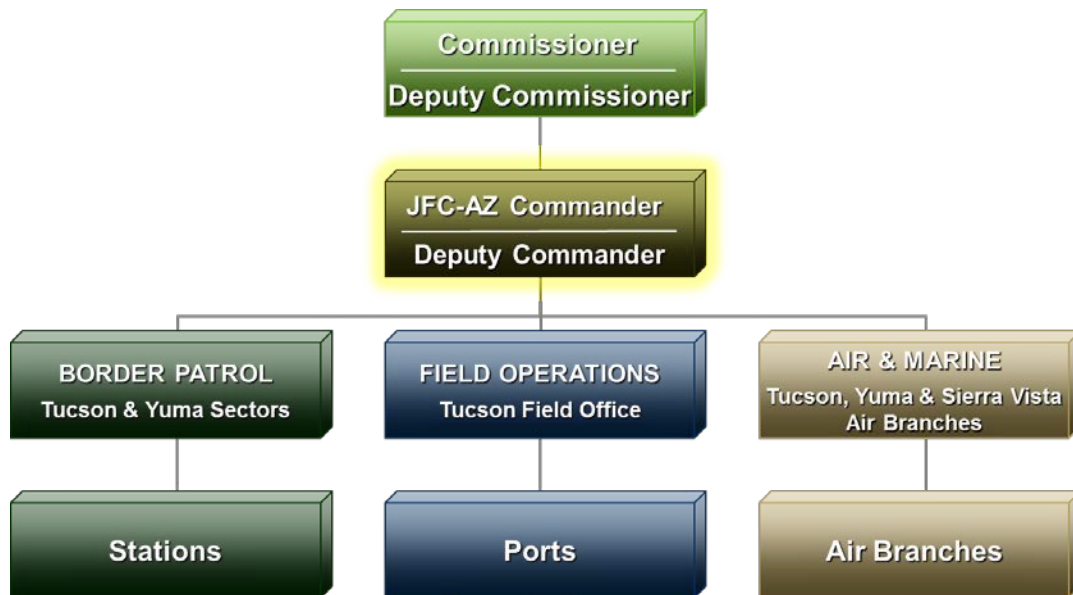 Commissioner
Deputy Commissioner
JFC-AZ Commander
Deputy Commander
BORDER PATROL
Tucson & Yuma Sectors
FIELD OPERATIONS
Tucson Field Office
AIR & MARINE
Tucson, Yuma & Sierra Vista
Air Branches
Stations
Ports
Air Branches